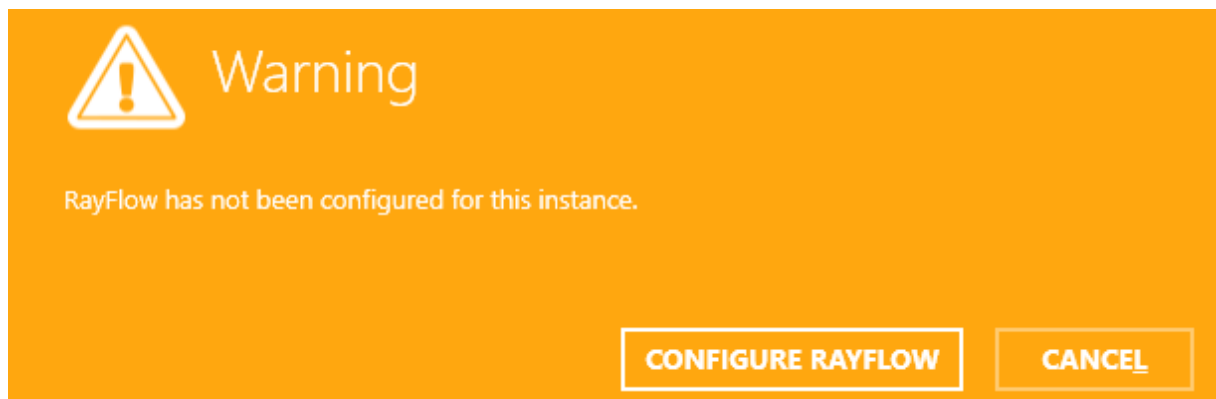 Warning
RayFlow has not been configured for this instance.
CONFIGURE RAYFLOW CANCEL